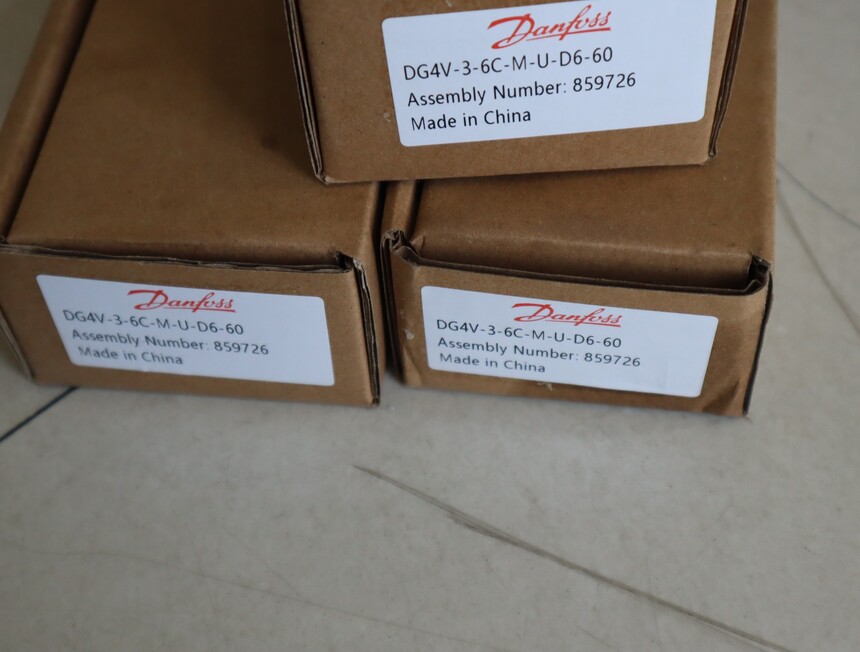 Danfoss
DG4V-3-6C-M-U-D6-60
Assembly Number: 859726
Made in China
Danfoss
DG4V-3-6C-M-U-D6-60
Assembly Number: 859726
Made in China
Danfoss
DG4V-3-6C-M-U-D6-60
Assembly Number: 859726
Made in China